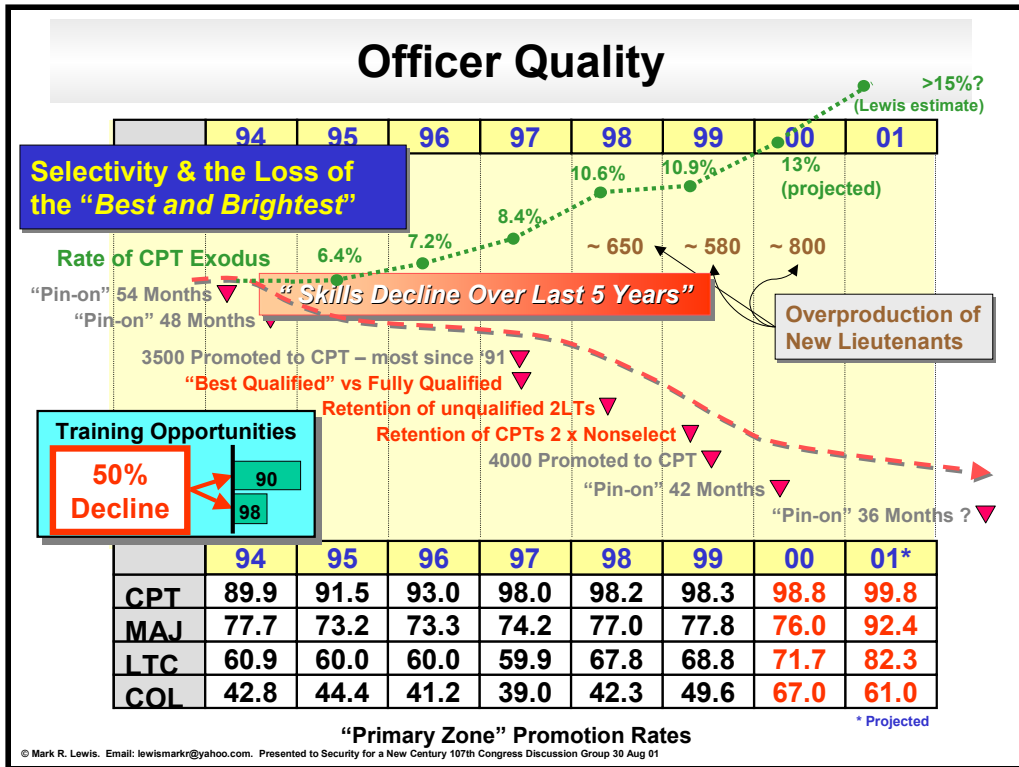 Officer Quality
>15%?
(Lewis estimate)
94 95 96 97 98 99 00 01
Selectivity & the Loss of
the “Best and Brightest”
Rate of CPT Exodus
6.4%
7.2%
8.4%
10.6%
10.9%
13%
(projected)
~ 650 ~ 580 ~ 800
Overproduction of
New Lieutenants
“ Skills Decline Over Last 5 Years”
“Pin-on” 54 Months
“Pin-on” 48 Months
3500 Promoted to CPT – most since ‘91
“Best Qualified” vs Fully Qualified
Retention of unqualified 2LTs
Retention of CPTs 2 x Nonselect
4000 Promoted to CPT
“Pin-on” 42 Months
“Pin-on” 36 Months ?
Training Opportunities
50%
Decline
90
98
94 95 96 97 98 99 00 01*
CPT 89.9 91.5 93.0 98.0 98.2 98.3 98.8 99.8
MAJ 77.7 73.2 73.3 74.2 77.0 77.8 76.0 92.4
LTC 60.9 60.0 60.0 59.9 67.8 68.8 71.7 82.3
COL 42.8 44.4 41.2 39.0 42.3 49.6 67.0 61.0
* Projected
“Primary Zone” Promotion Rates
© Mark R. Lewis. Email: lewismarkr@yahoo.com. Presented to Security for a New Century 107th Congress Discussion Group 30 Aug 01